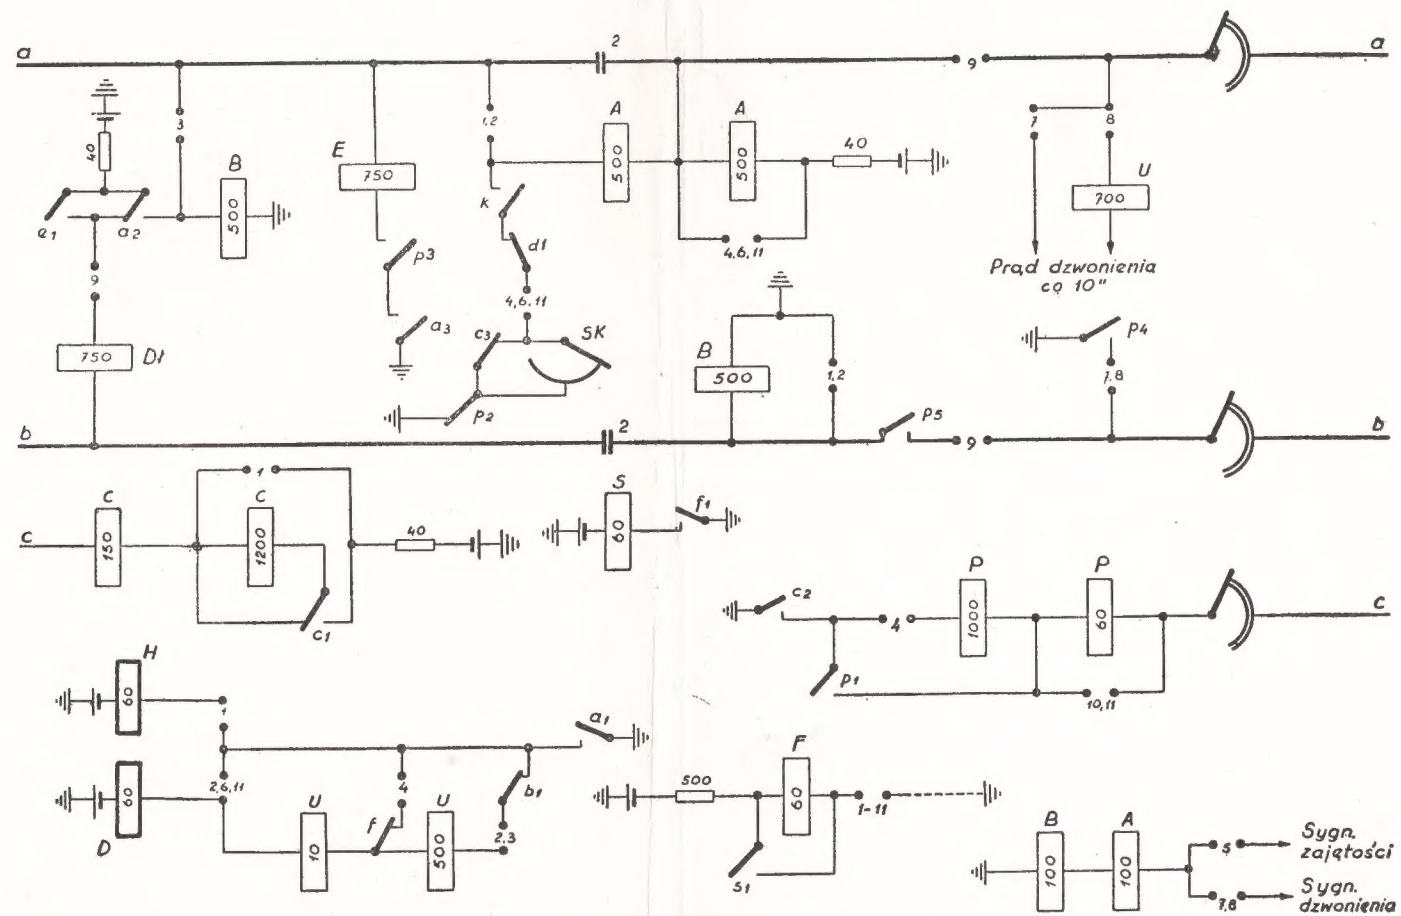 a
2
9
a
3
40
B
500
e1
a2
9
750
D1
E
750
p3
a3
1,2
A
500
A
500
40
k
d1
4,6,11
4,6,11
c3
SK
p2
7
8
U
700
Prąd dzwonienia
co 10"
B
500
1,2
p4
7,8
p5
b
2
9
b
1
C
150
C
1200
40
c
c1
S
60
f1
c2
4
P
1000
P
60
c
p1
10,11
H
60
1
a1
D
60
2,6,11
4
b1
U
10
f
U
500
2,3
500
F
60
1-11
s1
B
100
A
100
5
Sygn.
zajętości
7,8
Sygn.
dzwonienia